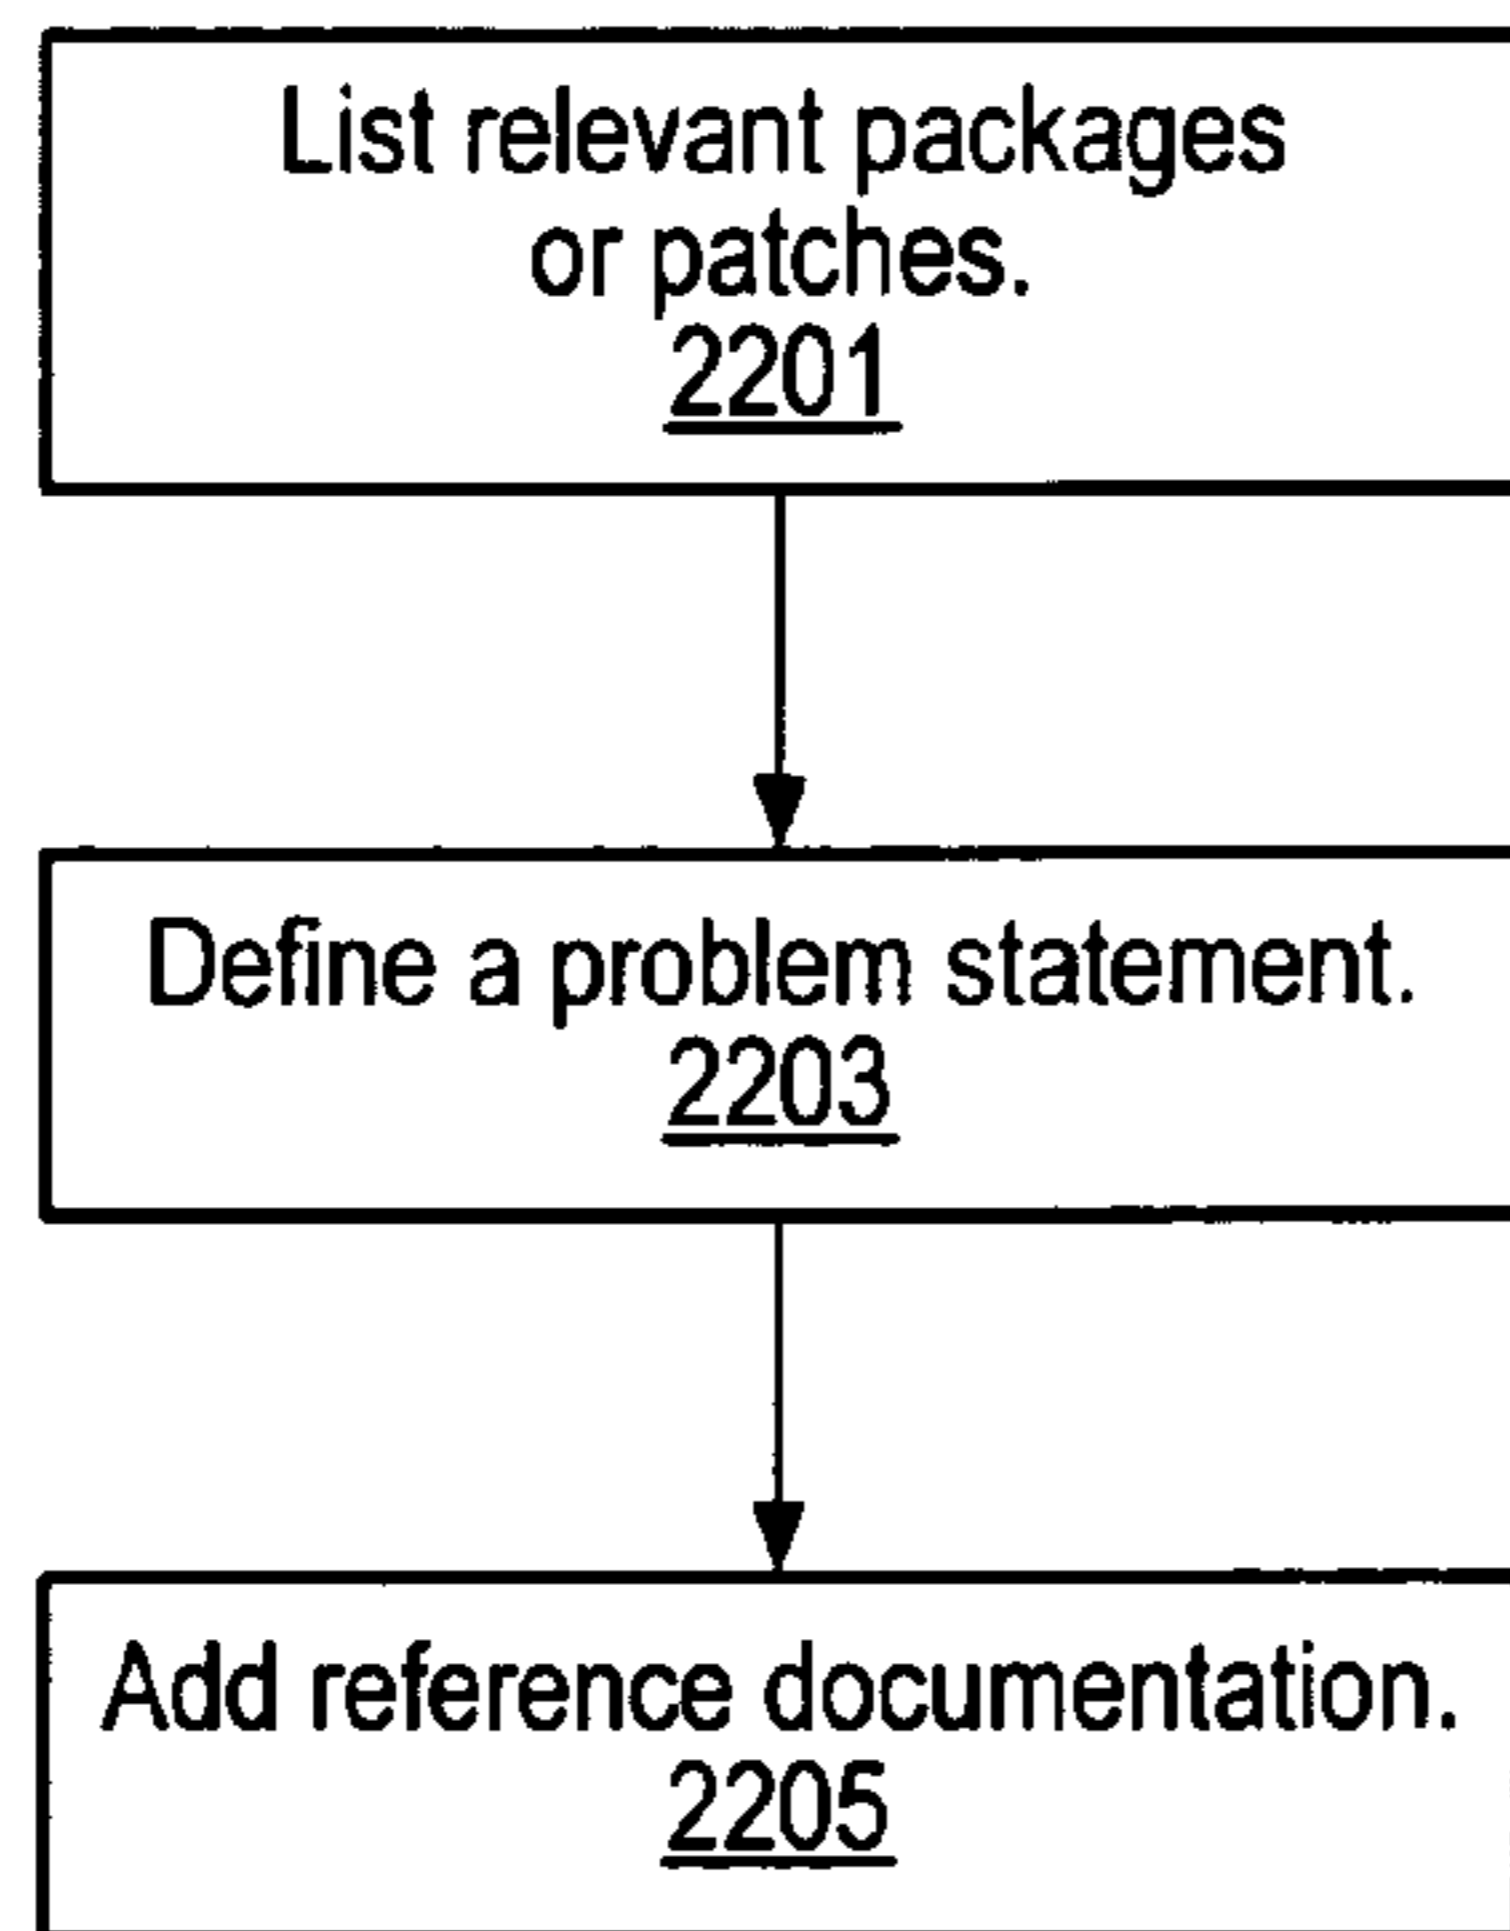 List relevant packages
or patches.
2201
Define a problem statement.
2203
Add reference documentation.
2205